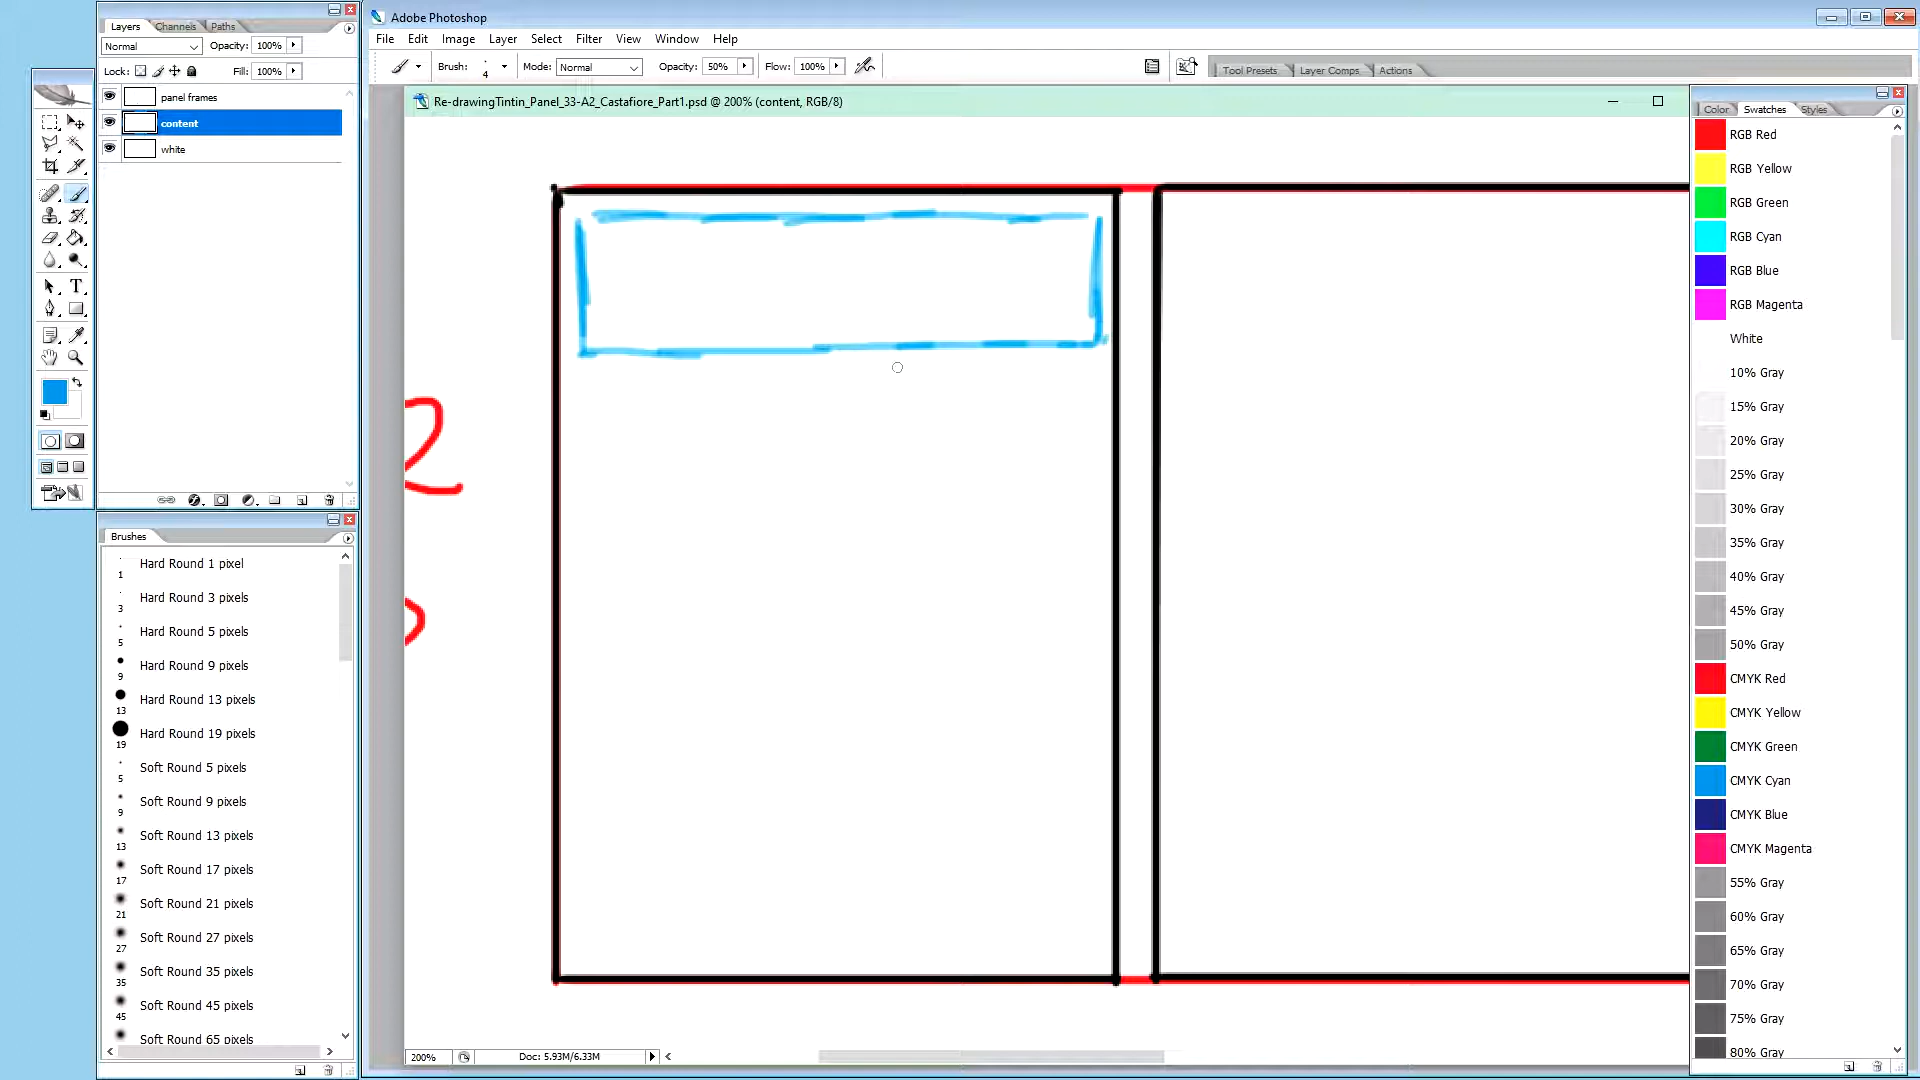 Layers Channels Paths
Normal Opacity: 100%
Lock: Fill: 100%
panel frames
content
white
Brushes
Hard Round 1 pixel
1
Hard Round 3 pixels
3
Hard Round 5 pixels
5
Hard Round 9 pixels
9
Hard Round 13 pixels
13
Hard Round 19 pixels
19
Soft Round 5 pixels
5
Soft Round 9 pixels
9
Soft Round 13 pixels
13
Soft Round 17 pixels
17
Soft Round 21 pixels
21
Soft Round 27 pixels
27
Soft Round 35 pixels
35
Soft Round 45 pixels
45
Soft Round 65 pixels
Adobe Photoshop
File Edit Image Layer Select Filter View Window Help
Brush: 4 Mode: Normal Opacity: 50% Flow: 100% Tool Presets Layer Comps Actions
Re-drawingTintin_Panel_33-A2_Castafiore_Part1.psd @ 200% (content, RGB/8)
2
200% Doc: 5.93M/6.33M
Color Swatches Styles
RGB Red
RGB Yellow
RGB Green
RGB Cyan
RGB Blue
RGB Magenta
White
10% Gray
15% Gray
20% Gray
25% Gray
30% Gray
35% Gray
40% Gray
45% Gray
50% Gray
CMYK Red
CMYK Yellow
CMYK Green
CMYK Cyan
CMYK Blue
CMYK Magenta
55% Gray
60% Gray
65% Gray
70% Gray
75% Gray
80% Gray